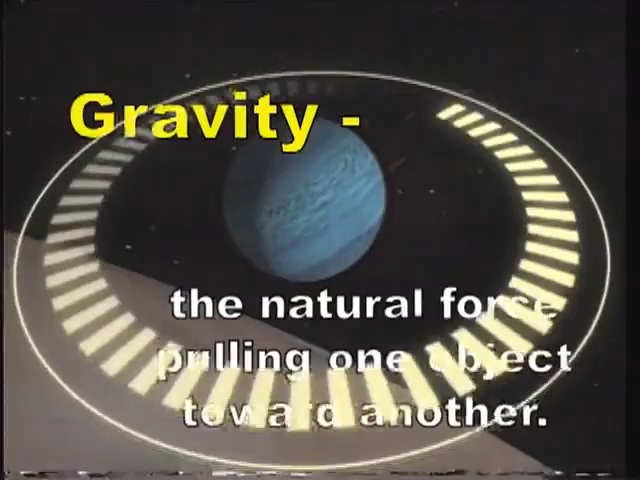 Gravity -
the natural force
pulling one object
toward another.